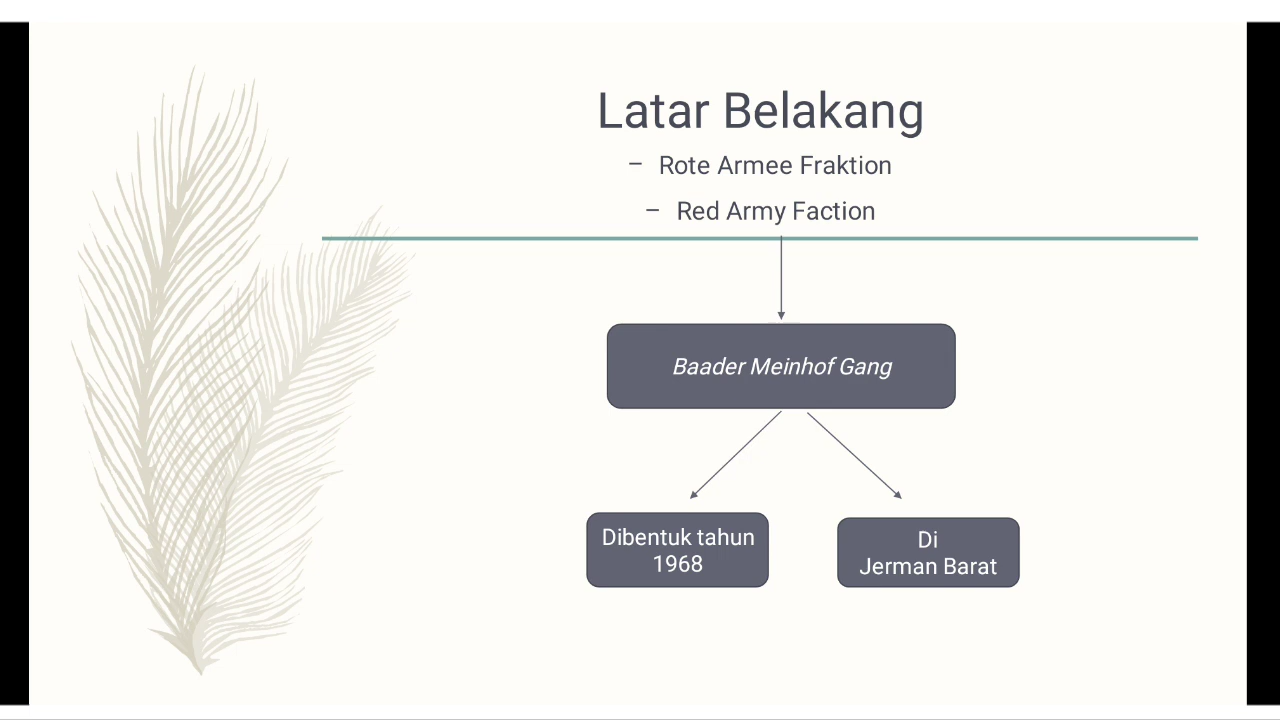 Latar Belakang
– Rote Armee Fraktion
– Red Army Faction
Baader Meinhof Gang
Dibentuk tahun
1968
Di
Jerman Barat